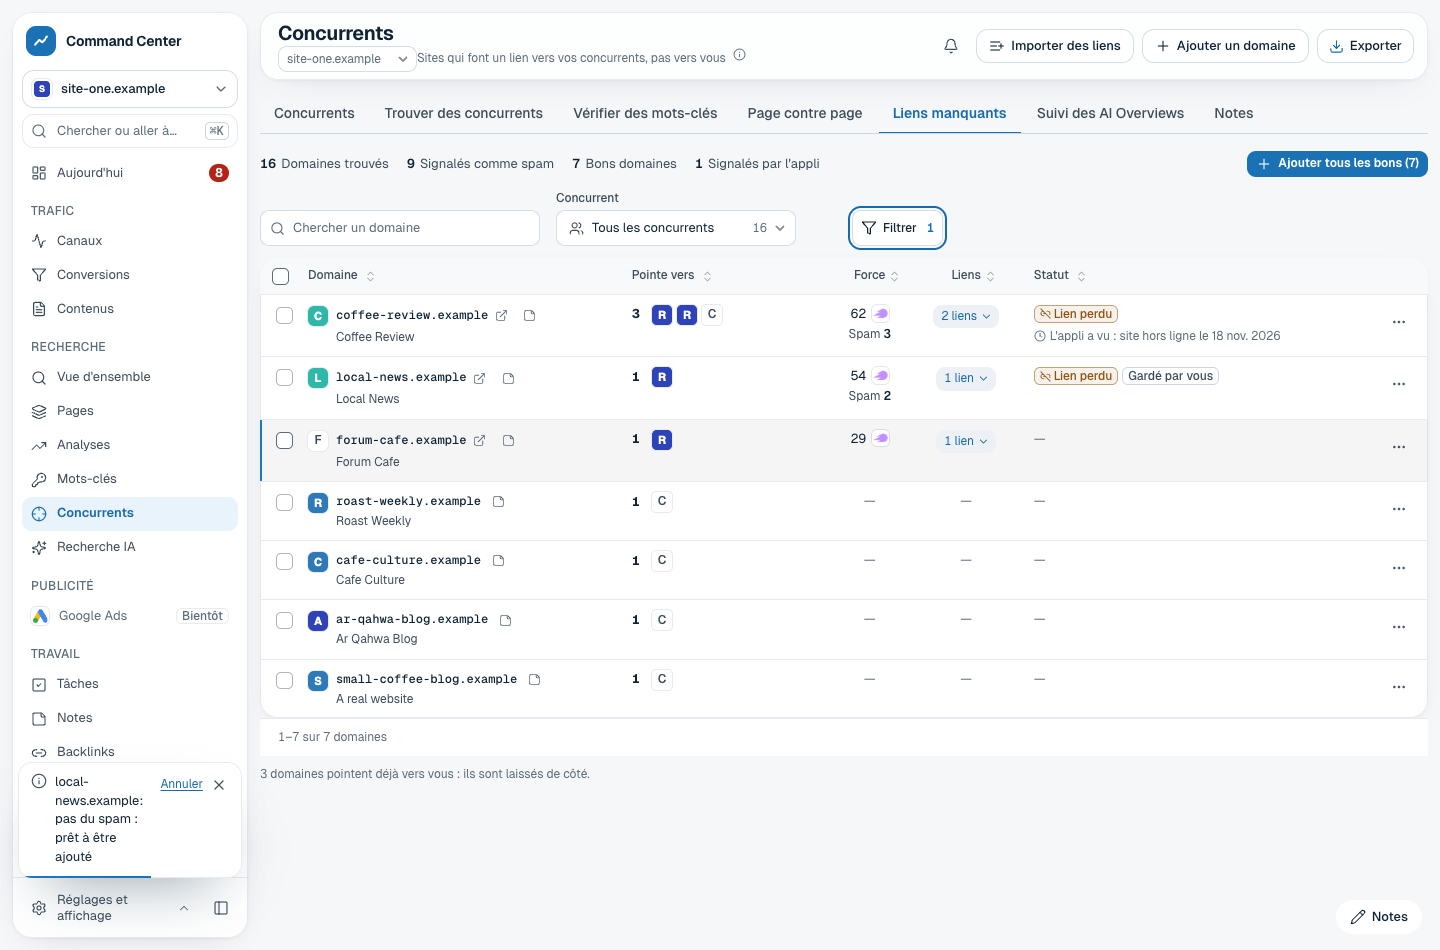 Command Center
S site-one.example
Chercher ou aller à... ⌘K
Aujourd'hui 8
TRAFIC
Canaux
Conversions
Contenus
RECHERCHE
Vue d'ensemble
Pages
Analyses
Mots-clés
Concurrents
Recherche IA
PUBLICITÉ
Google Ads Bientôt
TRAVAIL
Tâches
Notes
Backlinks
local-news.example: pas du spam : prêt à être ajouté
Annuler
Réglages et affichage
Concurrents
site-one.example
Sites qui font un lien vers vos concurrents, pas vers vous
Importer des liens
Ajouter un domaine
Exporter
Concurrents
Trouver des concurrents
Vérifier des mots-clés
Page contre page
Liens manquants
Suivi des AI Overviews
Notes
16 Domaines trouvés 9 Signalés comme spam 7 Bons domaines 1 Signalés par l'appli
Ajouter tous les bons (7)
Concurrent
Chercher un domaine
Tous les concurrents 16
Filtrer 1
Domaine Pointe vers Force Liens Statut
C coffee-review.example 3 R R C 62 2 liens Lien perdu
Coffee Review Spam 3 L'appli a vu : site hors ligne le 18 nov. 2026
L local-news.example 1 R 54 1 lien Lien perdu Gardé par vous
Local News Spam 2
F forum-cafe.example 1 R 29 1 lien —
Forum Cafe
R roast-weekly.example 1 C — — —
Roast Weekly
C cafe-culture.example 1 C — — —
Cafe Culture
A ar-qahwa-blog.example 1 C — — —
Ar Qahwa Blog
S small-coffee-blog.example 1 C — — —
A real website
1–7 sur 7 domaines
3 domaines pointent déjà vers vous : ils sont laissés de côté.
Notes